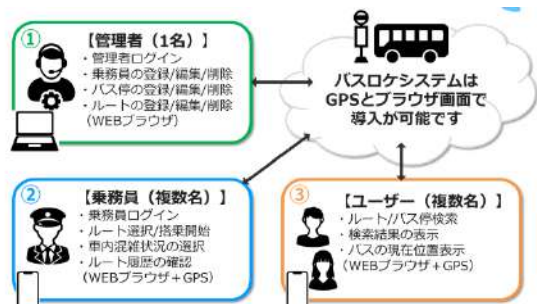 ①
【管理者（1名）】
・管理者ログイン
・乗務員の登録/編集/削除
・バス停の登録/編集/削除
・ルートの登録/編集/削除
（WEBブラウザ）
バスロケシステムは
GPSとブラウザ画面で
導入が可能です
②
【乗務員（複数名）】
・乗務員ログイン
・ルート選択/搭乗開始
・車内混雑状況の選択
・ルート履歴の確認
（WEBブラウザ＋GPS）
③
【ユーザー（複数名）】
・ルート/バス停検索
・検索結果の表示
・バスの現在位置表示
（WEBブラウザ＋GPS）